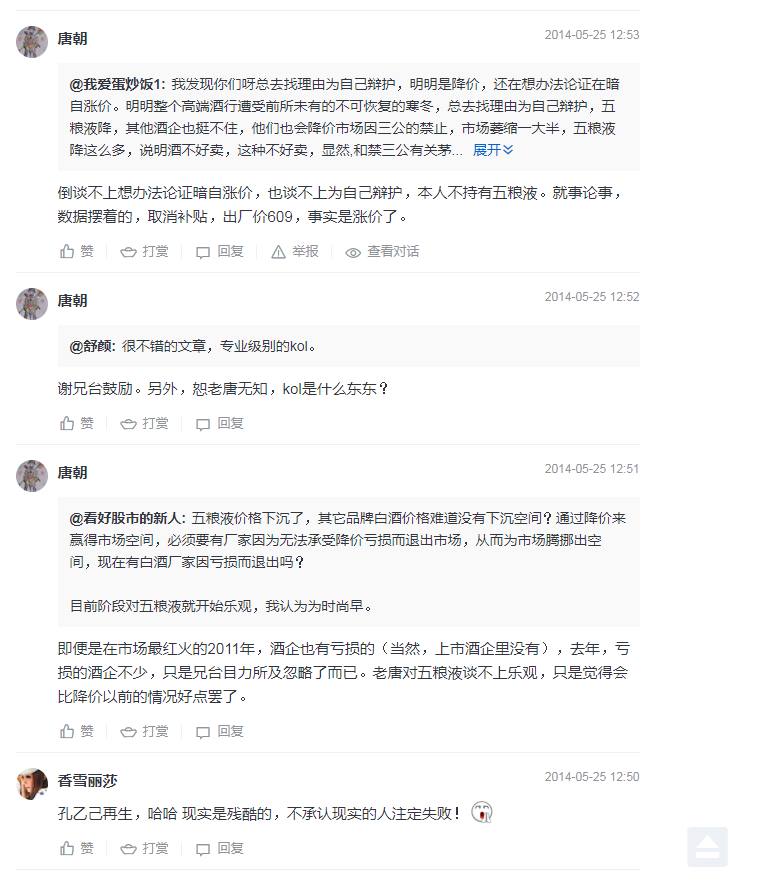 唐朝
2014-05-25 12:53
@我爱蛋炒饭1: 我发现你们呀总去找理由为自己辩护，明明是降价，还在想办法论证在暗
自涨价。明明整个高端酒行遭受前所未有的不可恢复的寒冬，总去找理由为自己辩护，五
粮液降，其他酒企也挺不住，他们也会降价市场因三公的禁止，市场萎缩一大半，五粮液
降这么多，说明酒不好卖，这种不好卖，显然,和禁三公有关茅... 展开
倒谈不上想办法论证暗自涨价，也谈不上为自己辩护，本人不持有五粮液。就事论事，
数据摆着的，取消补贴，出厂价609，事实是涨价了。
赞 打赏 回复 举报 查看对话
唐朝
2014-05-25 12:52
@舒颜: 很不错的文章，专业级别的kol。
谢兄台鼓励。另外，恕老唐无知，kol是什么东东？
赞 打赏 回复
唐朝
2014-05-25 12:51
@看好股市的新人: 五粮液价格下沉了，其它品牌白酒价格难道没有下沉空间？通过降价来
赢得市场空间，必须要有厂家因为无法承受降价亏损而退出市场，从而为市场腾挪出空
间，现在有白酒厂家因亏损而退出吗？
目前阶段对五粮液就开始乐观，我认为为时尚早。
即便是在市场最红火的2011年，酒企也有亏损的（当然，上市酒企里没有），去年，亏
损的酒企不少，只是兄台目力所及忽略了而已。老唐对五粮液谈不上乐观，只是觉得会
比降价以前的情况好点罢了。
赞 打赏 回复
香雪丽莎
2014-05-25 12:50
孔乙己再生，哈哈 现实是残酷的，不承认现实的人注定失败！
赞 打赏 回复